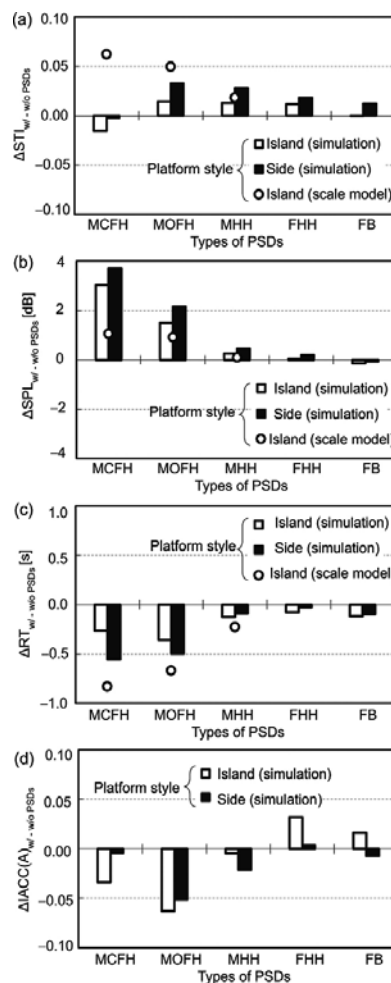 (a)
0.10
0.05
0.00
−0.05
−0.10
ΔSTI w/ - w/o PSDs
Platform style
Island (simulation)
Side (simulation)
Island (scale model)
MCFH MOFH MHH FHH FB
Types of PSDs
(b)
4
2
0
−2
−4
ΔSPL w/ - w/o PSDs [dB]
Platform style
Island (simulation)
Side (simulation)
Island (scale model)
MCFH MOFH MHH FHH FB
Types of PSDs
(c)
1.0
0.5
0.0
−0.5
−1.0
ΔRT w/ - w/o PSDs [s]
Platform style
Island (simulation)
Side (simulation)
Island (scale model)
MCFH MOFH MHH FHH FB
Types of PSDs
(d)
0.10
0.05
0.00
−0.05
−0.10
ΔIACC(A) w/ - w/o PSDs
Platform style
Island (simulation)
Side (simulation)
MCFH MOFH MHH FHH FB
Types of PSDs